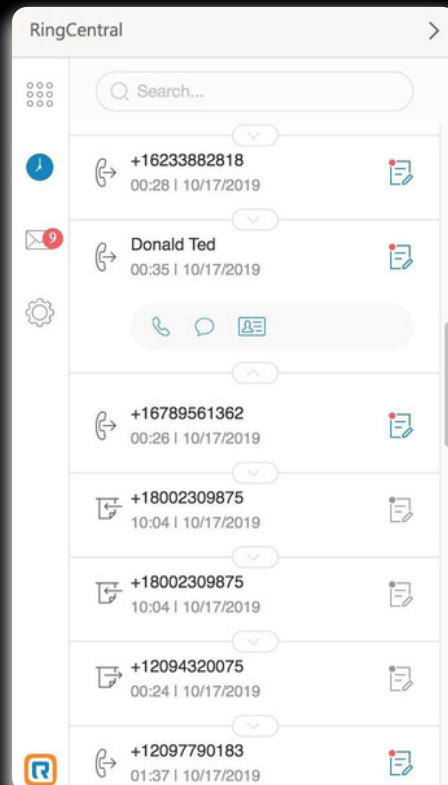 RingCentral
Search...
+16233882818
00:28 | 10/17/2019
Donald Ted
00:35 | 10/17/2019
9
+16789561362
00:26 | 10/17/2019
+18002309875
10:04 | 10/17/2019
+18002309875
10:04 | 10/17/2019
+12094320075
00:24 | 10/17/2019
+12097790183
01:37 | 10/17/2019